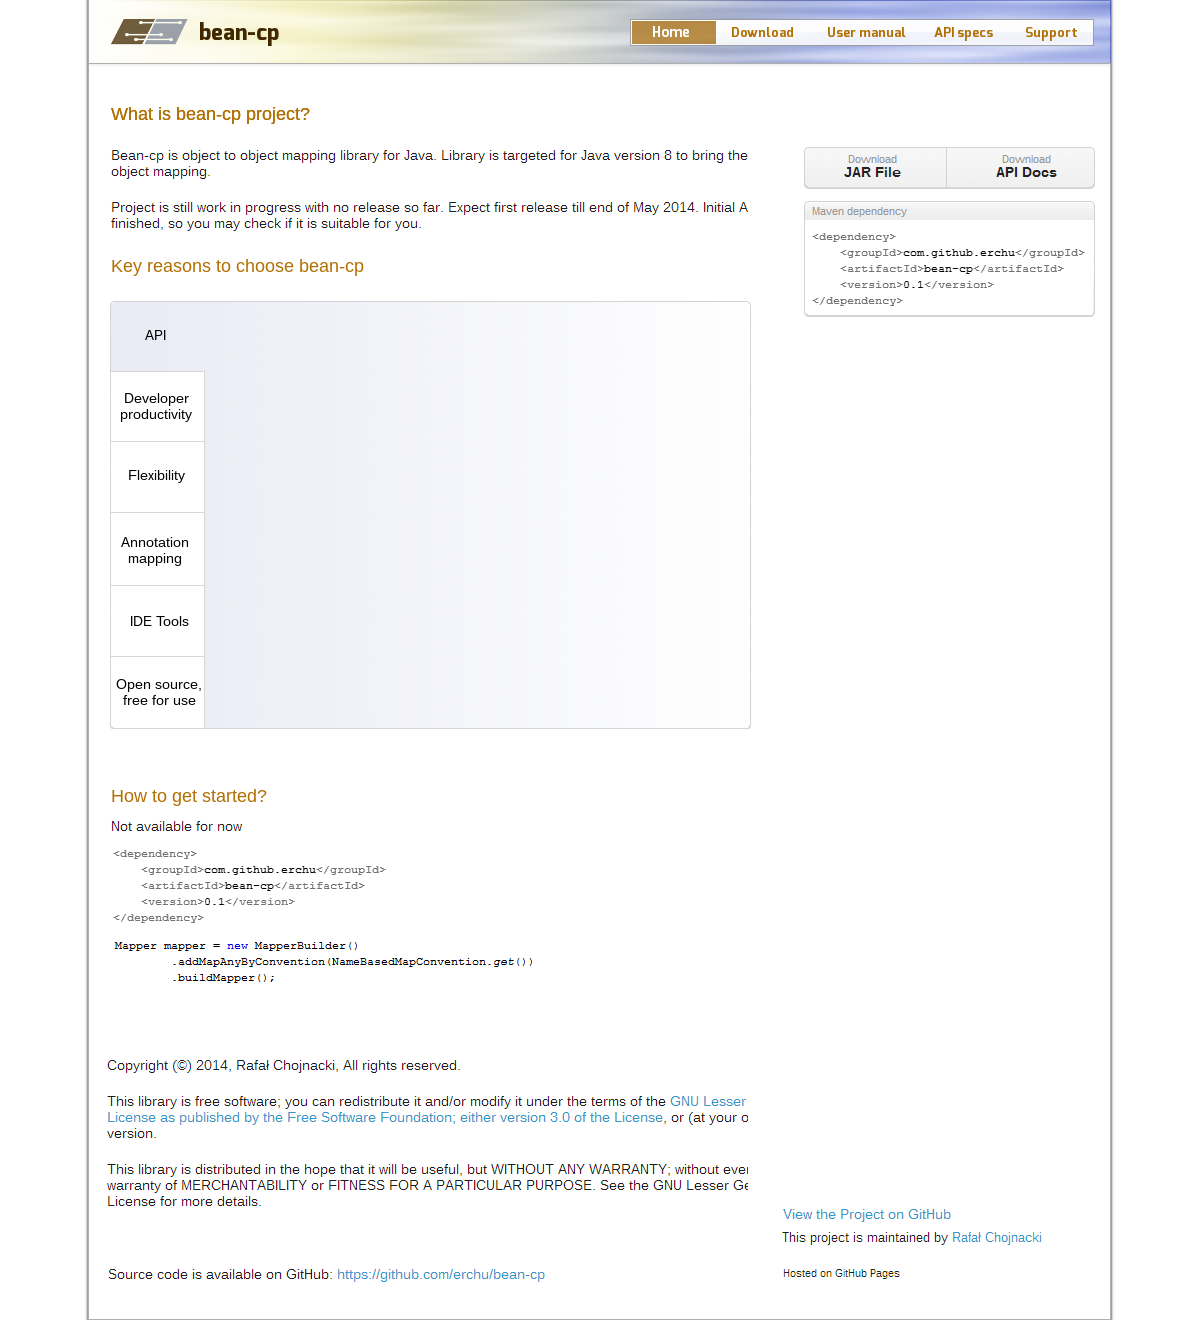 bean-cp
Home Download User manual API specs Support
What is bean-cp project?
Bean-cp is object to object mapping library for Java. Library is targeted for Java version 8 to bring the
object mapping.
Project is still work in progress with no release so far. Expect first release till end of May 2014. Initial A
finished, so you may check if it is suitable for you.
Key reasons to choose bean-cp
API
Developer
productivity
Flexibility
Annotation
mapping
IDE Tools
Open source,
free for use
Download
JAR File
Download
API Docs
Maven dependency
<dependency>
    <groupId>com.github.erchu</groupId>
    <artifactId>bean-cp</artifactId>
    <version>0.1</version>
</dependency>
How to get started?
Not available for now
<dependency>
    <groupId>com.github.erchu</groupId>
    <artifactId>bean-cp</artifactId>
    <version>0.1</version>
</dependency>
Mapper mapper = new MapperBuilder()
        .addMapAnyByConvention(NameBasedMapConvention.get())
        .buildMapper();
Copyright (©) 2014, Rafał Chojnacki, All rights reserved.
This library is free software; you can redistribute it and/or modify it under the terms of the GNU Lesser
License as published by the Free Software Foundation; either version 3.0 of the License, or (at your o
version.
This library is distributed in the hope that it will be useful, but WITHOUT ANY WARRANTY; without ever
warranty of MERCHANTABILITY or FITNESS FOR A PARTICULAR PURPOSE. See the GNU Lesser Ge
License for more details.
Source code is available on GitHub: https://github.com/erchu/bean-cp
View the Project on GitHub
This project is maintained by Rafał Chojnacki
Hosted on GitHub Pages